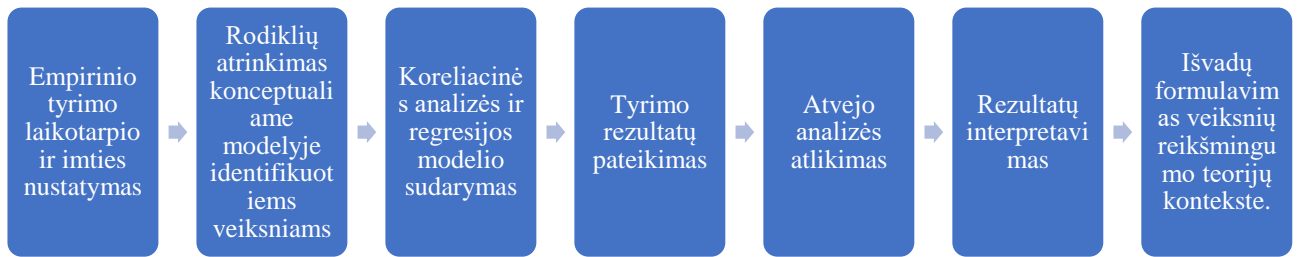 Empirinio
tyrimo
laikotarpio
ir imties
nustatymas
Rodiklių
atrinkimas
konceptuali
ame
modelyje
identifikuot
iems
veiksniams
Koreliacinė
s analizės ir
regresijos
modelio
sudarymas
Tyrimo
rezultatų
pateikimas
Atvejo
analizės
atlikimas
Rezultatų
interpretavi
mas
Išvadų
formulavim
as veiksnių
reikšmingu
mo teorijų
kontekste.